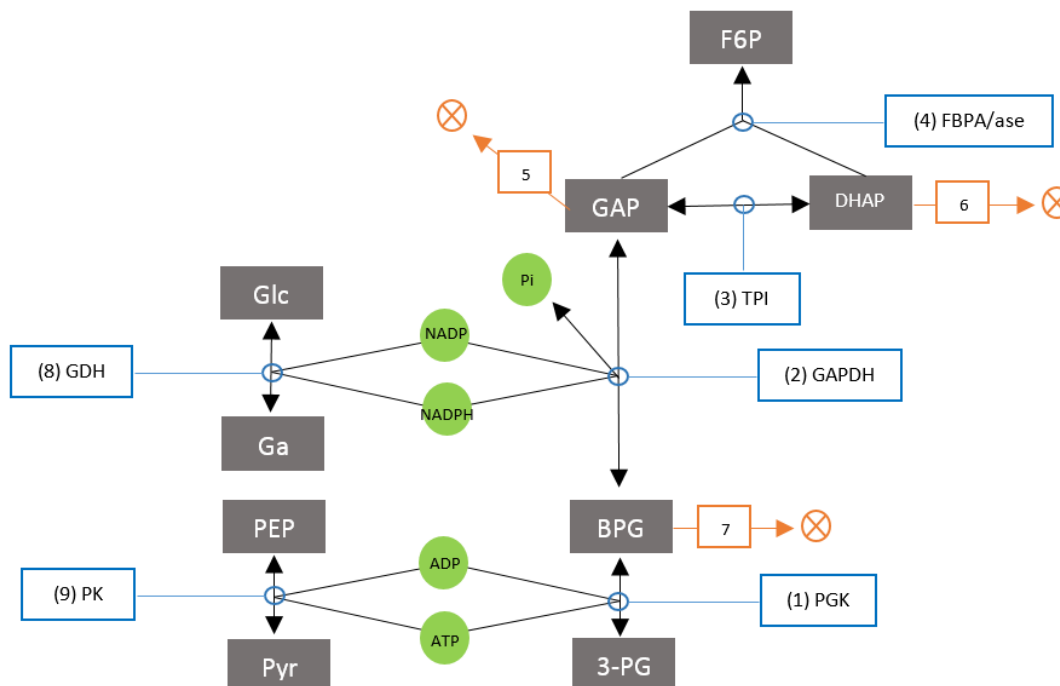 F6P
(4) FBPA/ase
5
GAP
DHAP
6
Pi
(3) TPI
Glc
NADP
(8) GDH
(2) GAPDH
NADPH
Ga
PEP
BPG
7
ADP
(9) PK
(1) PGK
ATP
Pyr
3-PG